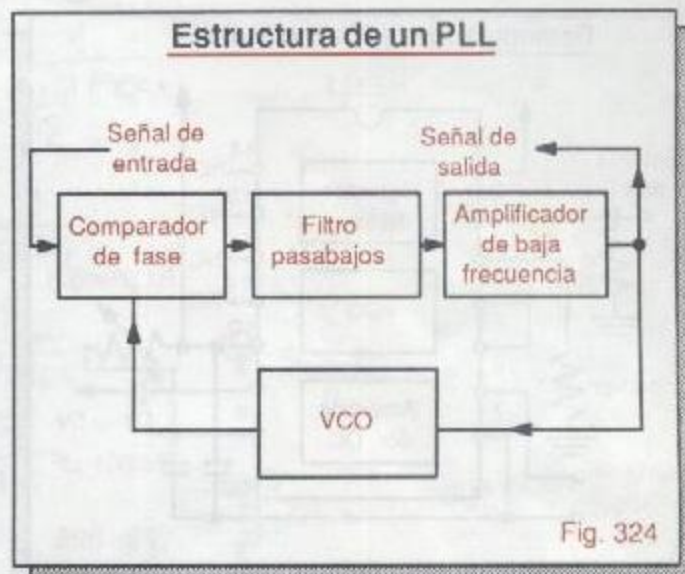 Estructura de un PLL
Señal de
entrada
Señal de
salida
Comparador
de fase
Filtro
pasabajos
Amplificador
de baja
frecuencia
VCO
Fig. 324